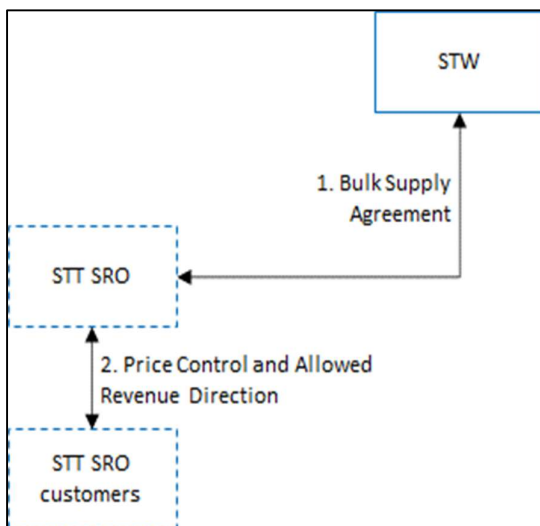 STW
1. Bulk Supply
Agreement
STT SRO
2. Price Control and Allowed
Revenue Direction
STT SRO
customers